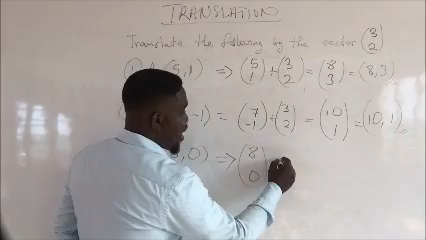 TRANSLATION
Translate the following by the vector (3 2)
(5,1) => (5 1) + (3 2) = (8 3) = (8,3)
-1) = (7 -1) + (3 2) = (10 1) = (10, 1)
, 0) => (8 0)